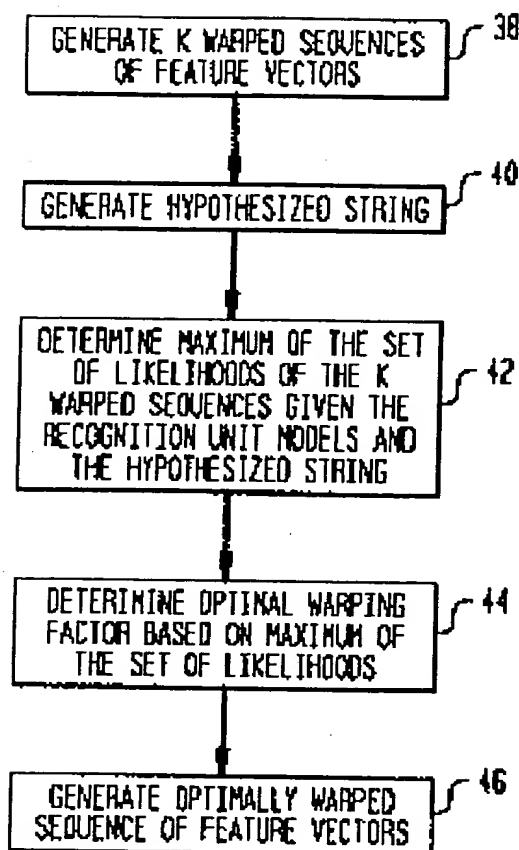 GENERATE K WARPED SEQUENCES
OF FEATURE VECTORS
38
GENERATE HYPOTHESIZED STRING
40
DETERMINE MAXIMUM OF THE SET
OF LIKELIHOODS OF THE K
WARPED SEQUENCES GIVEN THE
RECOGNITION UNIT MODELS AND
THE HYPOTHESIZED STRING
42
DETERIMINE OPTIMAL WARPING
FACTOR BASED ON MAXIMUM OF
THE SET OF LIKELIHOODS
44
GENERATE OPTIMALLY WARPED
SEQUENCE OF FEATURE VECTORS
46